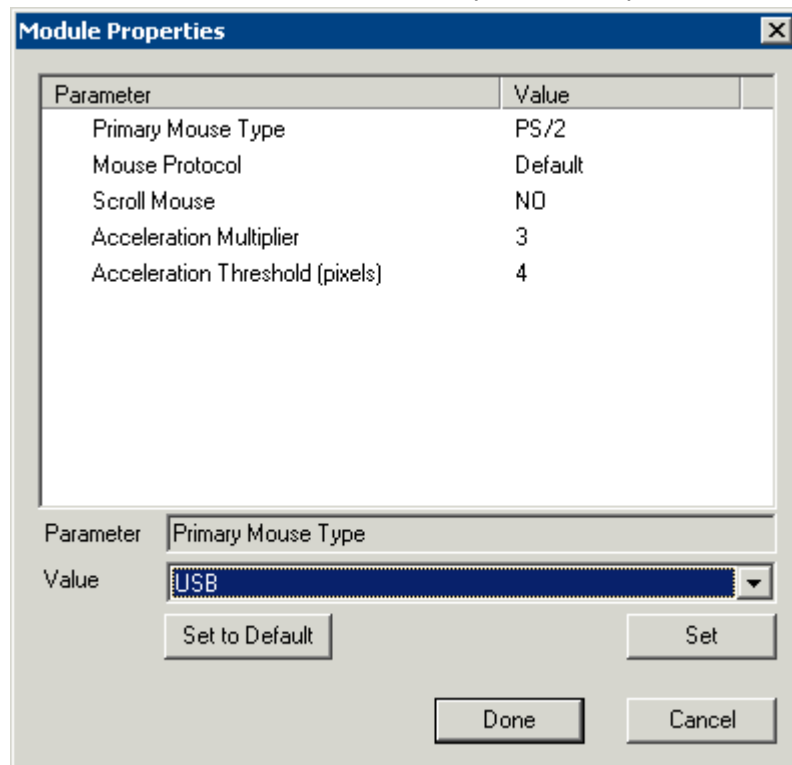 Module Properties
Parameter Value
Primary Mouse Type PS/2
Mouse Protocol Default
Scroll Mouse NO
Acceleration Multiplier 3
Acceleration Threshold (pixels) 4
Parameter Primary Mouse Type
Value USB
Set to Default Set
Done Cancel